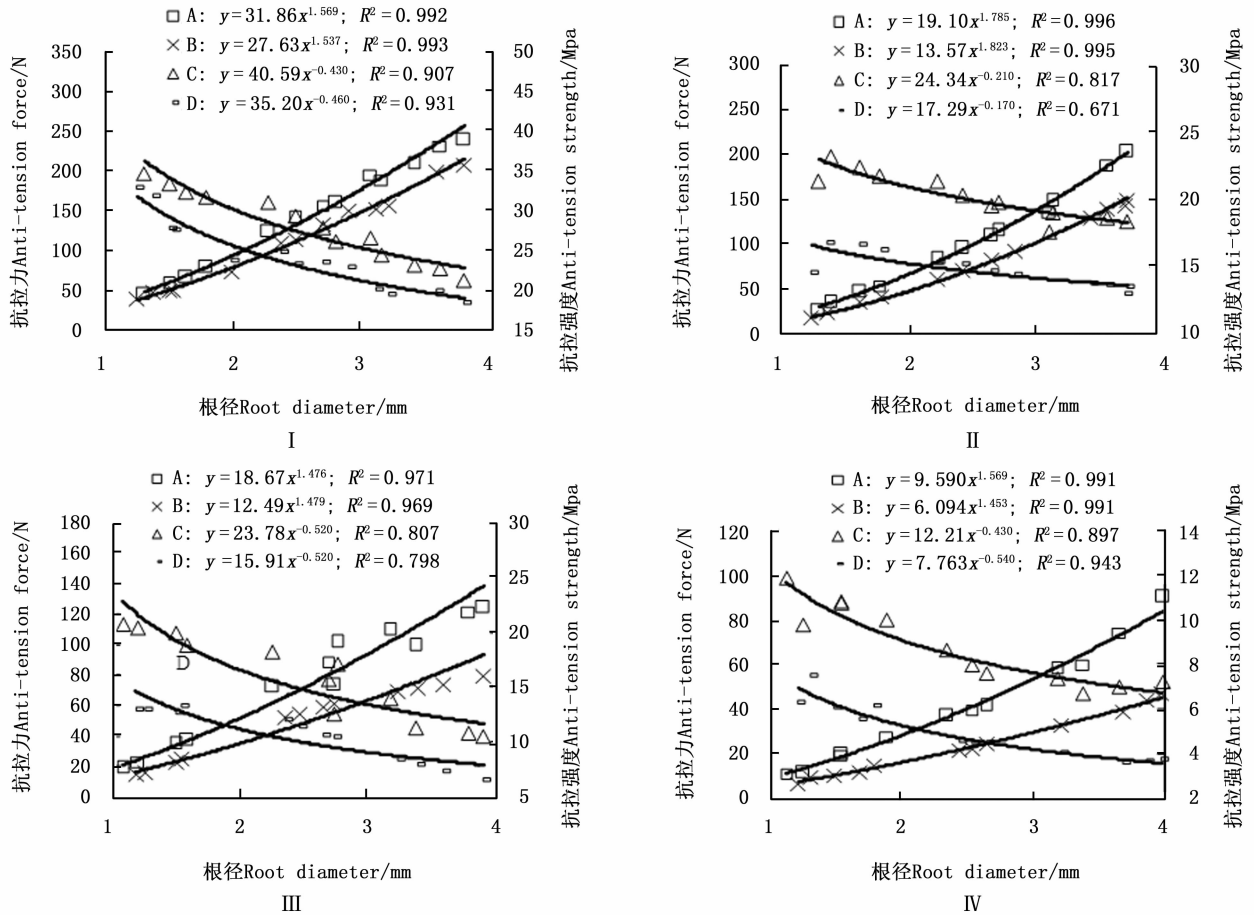 □ A: y=31.86x^1.569; R²=0.992
× B: y=27.63x^1.537; R²=0.993
△ C: y=40.59x^−0.430; R²=0.907
D: y=35.20x^−0.460; R²=0.931
抗拉力Anti-tension force/N
350
300
250
200
150
100
50
0
50
45
40
35
30
25
20
15
抗拉强度Anti-tension strength/Mpa
1 2 3 4
根径Root diameter/mm
Ⅰ
□ A: y=19.10x^1.785; R²=0.996
× B: y=13.57x^1.823; R²=0.995
△ C: y=24.34x^−0.210; R²=0.817
D: y=17.29x^−0.170; R²=0.671
抗拉力Anti-tension force/N
300
250
200
150
100
50
0
30
25
20
15
10
抗拉强度Anti-tension strength/Mpa
1 2 3 4
根径Root diameter/mm
Ⅱ
□ A: y=18.67x^1.476; R²=0.971
× B: y=12.49x^1.479; R²=0.969
△ C: y=23.78x^−0.520; R²=0.807
D: y=15.91x^−0.520; R²=0.798
抗拉力Anti-tension force/N
180
160
140
120
100
80
60
40
20
0
30
25
20
15
10
5
抗拉强度Anti-tension strength/Mpa
D
1 2 3 4
根径Root diameter/mm
Ⅲ
□ A: y=9.590x^1.569; R²=0.991
× B: y=6.094x^1.453; R²=0.991
△ C: y=12.21x^−0.430; R²=0.897
D: y=7.763x^−0.540; R²=0.943
抗拉力Anti-tension force/N
120
100
80
60
40
20
0
14
12
10
8
6
4
2
抗拉强度Anti-tension strength/Mpa
1 2 3 4
根径Root diameter/mm
Ⅳ